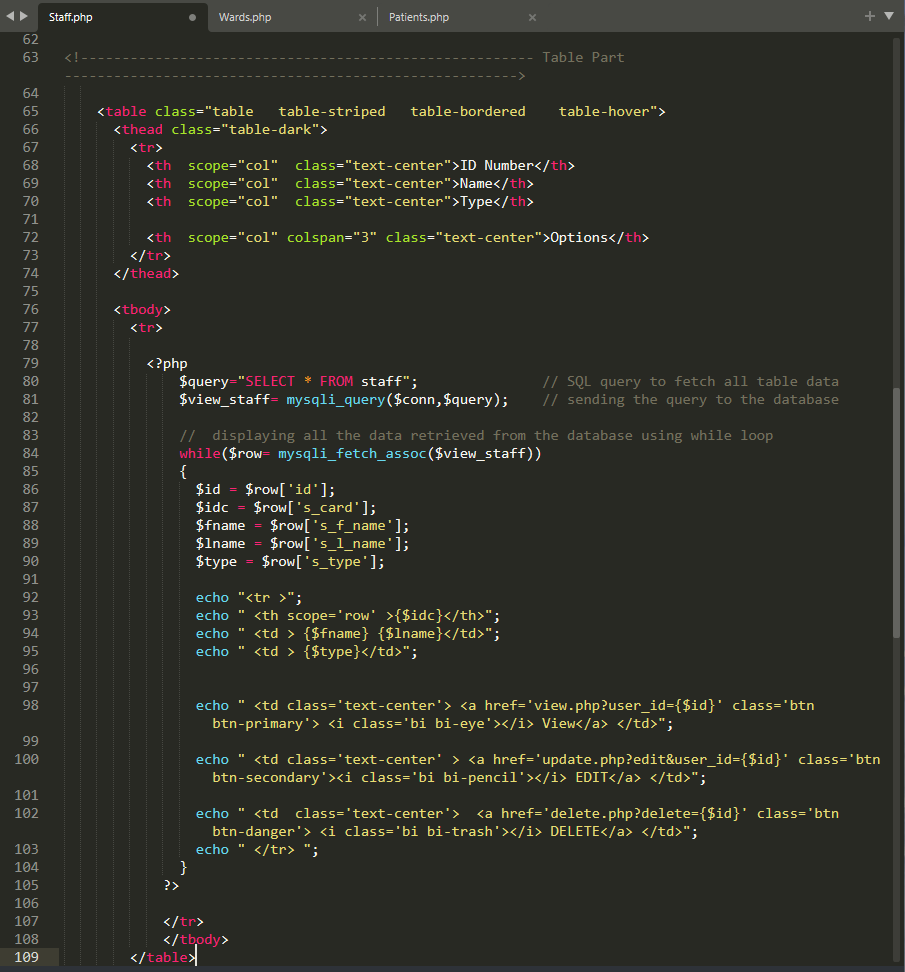 Staff.php
Wards.php
Patients.php
62
63 <!---------------------------------------------------- Table Part
------------------------------------------------------->
64
65 <table class="table   table-striped   table-bordered    table-hover">
66 <thead class="table-dark">
67 <tr>
68 <th  scope="col"  class="text-center">ID Number</th>
69 <th  scope="col"  class="text-center">Name</th>
70 <th  scope="col"  class="text-center">Type</th>
71
72 <th  scope="col" colspan="3" class="text-center">Options</th>
73 </tr>
74 </thead>
75
76 <tbody>
77 <tr>
78
79 <?php
80 $query="SELECT * FROM staff";               // SQL query to fetch all table data
81 $view_staff= mysqli_query($conn,$query);    // sending the query to the database
82
83 //  displaying all the data retrieved from the database using while loop
84 while($row= mysqli_fetch_assoc($view_staff))
85 {
86 $id = $row['id'];
87 $idc = $row['s_card'];
88 $fname = $row['s_f_name'];
89 $lname = $row['s_l_name'];
90 $type = $row['s_type'];
91
92 echo "<tr >";
93 echo " <th scope='row' >{$idc}</th>";
94 echo " <td > {$fname} {$lname}</td>";
95 echo " <td > {$type}</td>";
96
97
98 echo " <td class='text-center'> <a href='view.php?user_id={$id}' class='btn
btn-primary'> <i class='bi bi-eye'></i> View</a> </td>";
99
100 echo " <td class='text-center' > <a href='update.php?edit&user_id={$id}' class='btn
btn-secondary'><i class='bi bi-pencil'></i> EDIT</a> </td>";
101
102 echo " <td  class='text-center'>  <a href='delete.php?delete={$id}' class='btn
btn-danger'> <i class='bi bi-trash'></i> DELETE</a> </td>";
103 echo " </tr> ";
104 }
105 ?>
106
107 </tr>
108 </tbody>
109 </table>